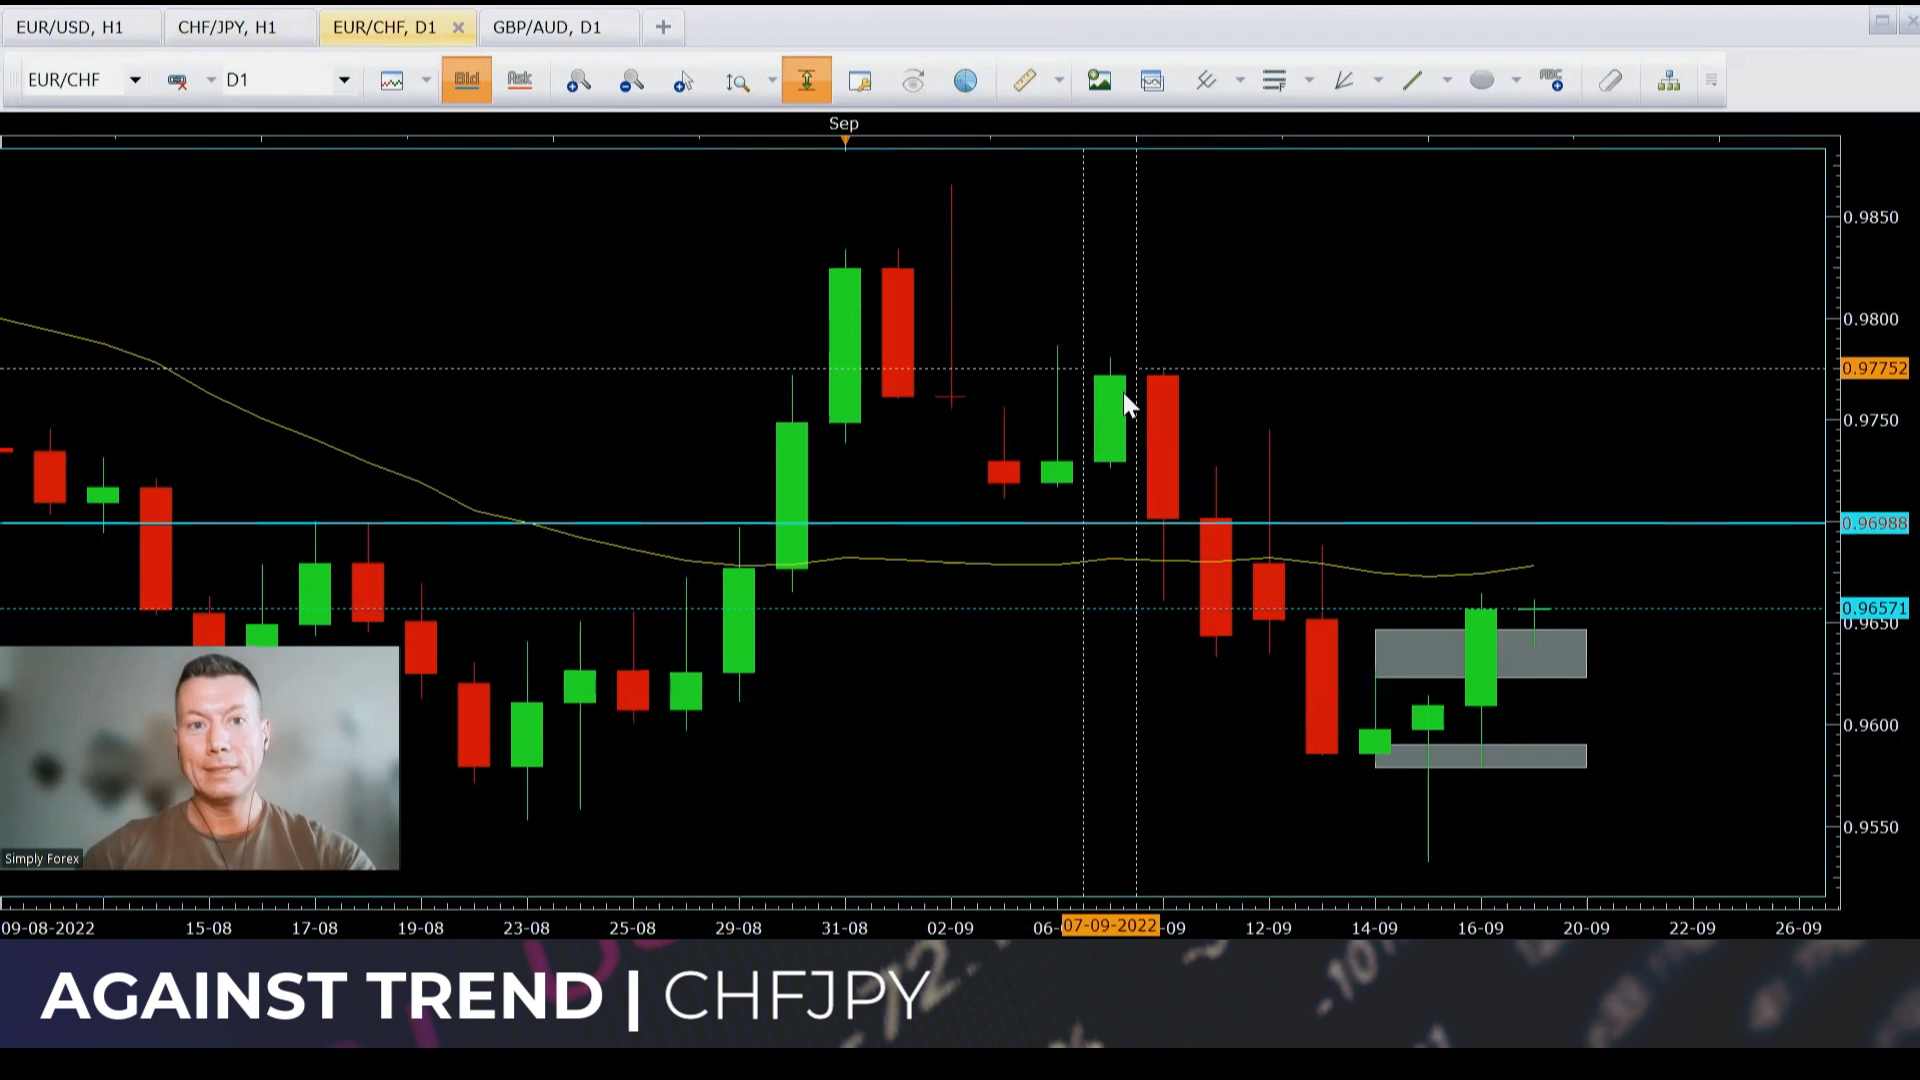 EUR/USD, H1 CHF/JPY, H1 EUR/CHF, D1 GBP/AUD, D1
EUR/CHF D1 Bid Ask ABC
Sep
0.9850
0.9800
0.97752
0.9750
0.96988
0.96571
0.9650
0.9600
0.9550
Simply Forex
09-08-2022 15-08 17-08 19-08 23-08 25-08 29-08 31-08 02-09 06- 07-09-2022 -09 12-09 14-09 16-09 20-09 22-09 26-09
AGAINST TREND | CHFJPY